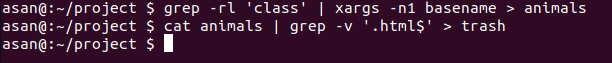 asan@:~/project $ grep -rl 'class' | xargs -n1 basename > animals
asan@:~/project $ cat animals | grep -v '.html$' > trash
asan@:~/project $